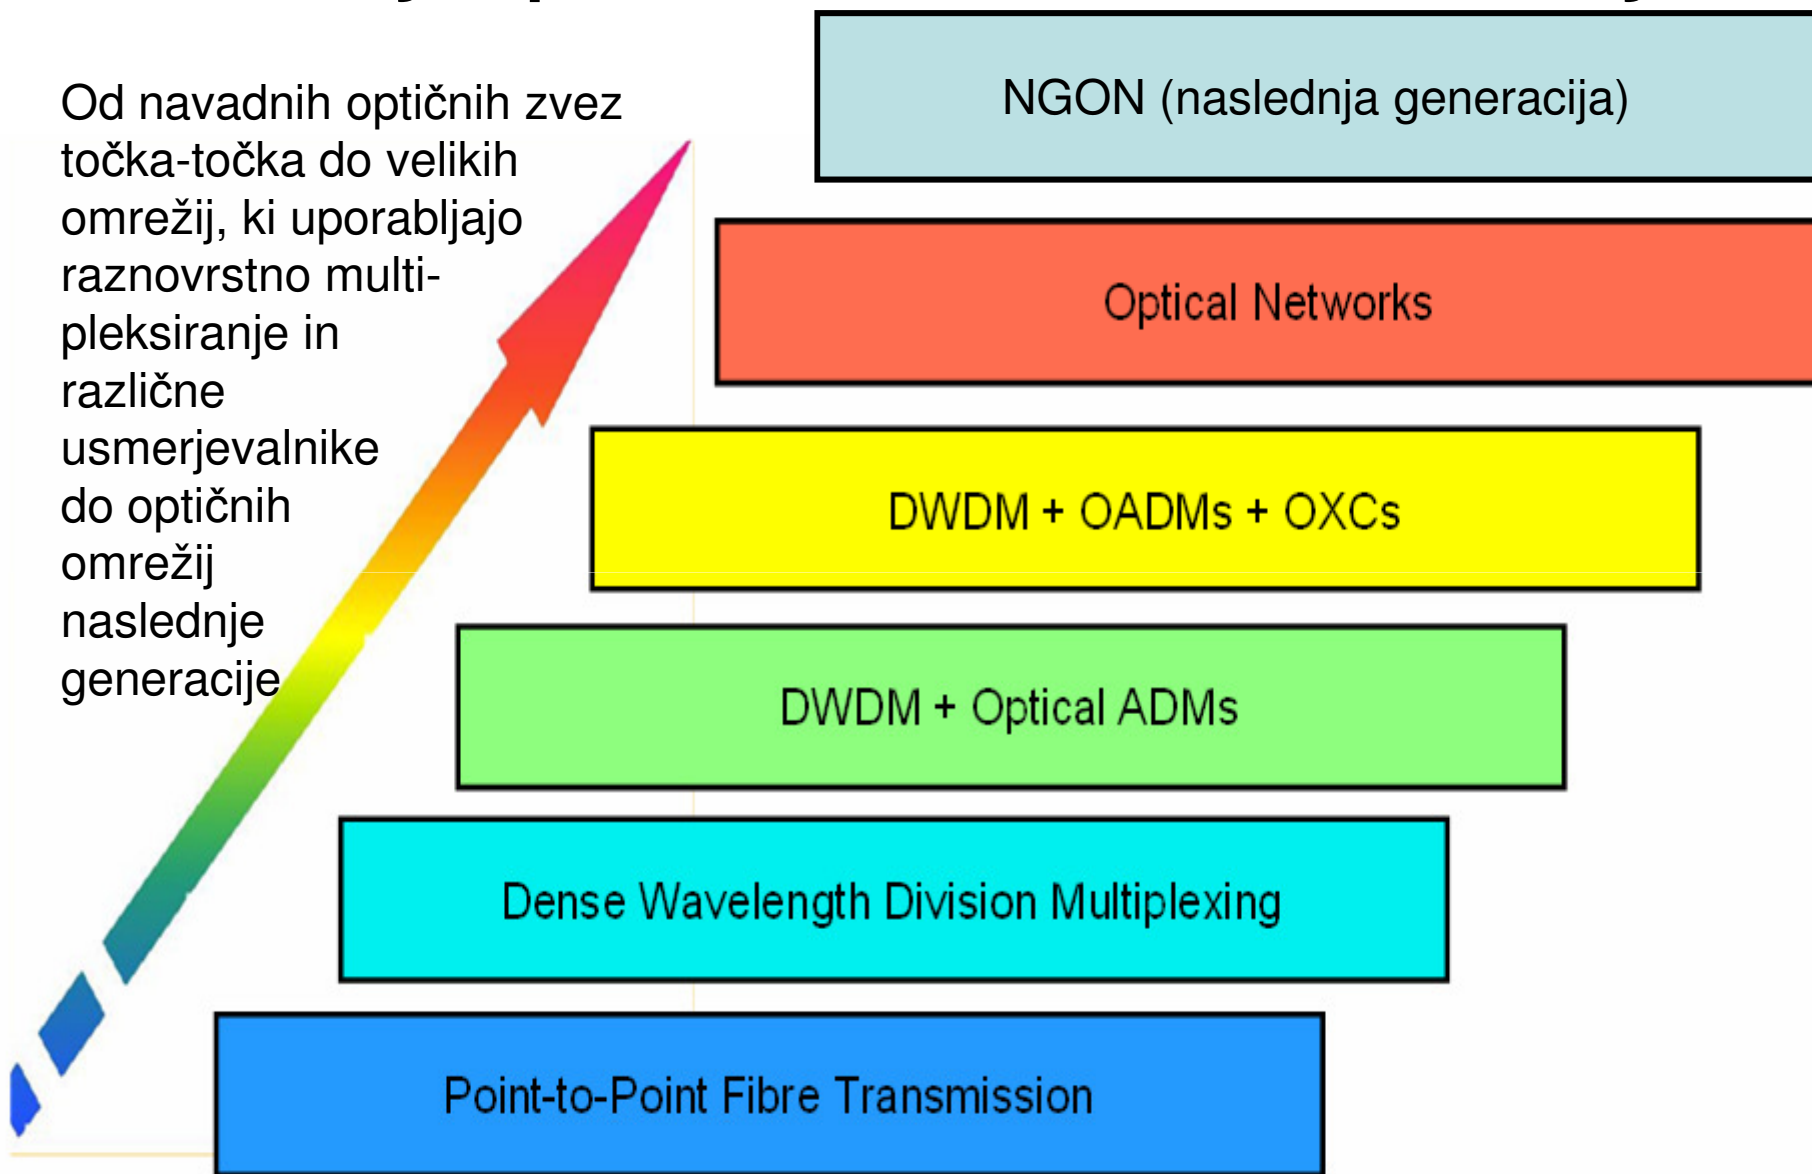 Od navadnih optičnih zvez
točka-točka do velikih
omrežij, ki uporabljajo
raznovrstno multi-
pleksiranje in
različne
usmerjevalnike
do optičnih
omrežij
naslednje
generacije
NGON (naslednja generacija)
Optical Networks
DWDM + OADMs + OXCs
DWDM + Optical ADMs
Dense Wavelength Division Multiplexing
Point-to-Point Fibre Transmission